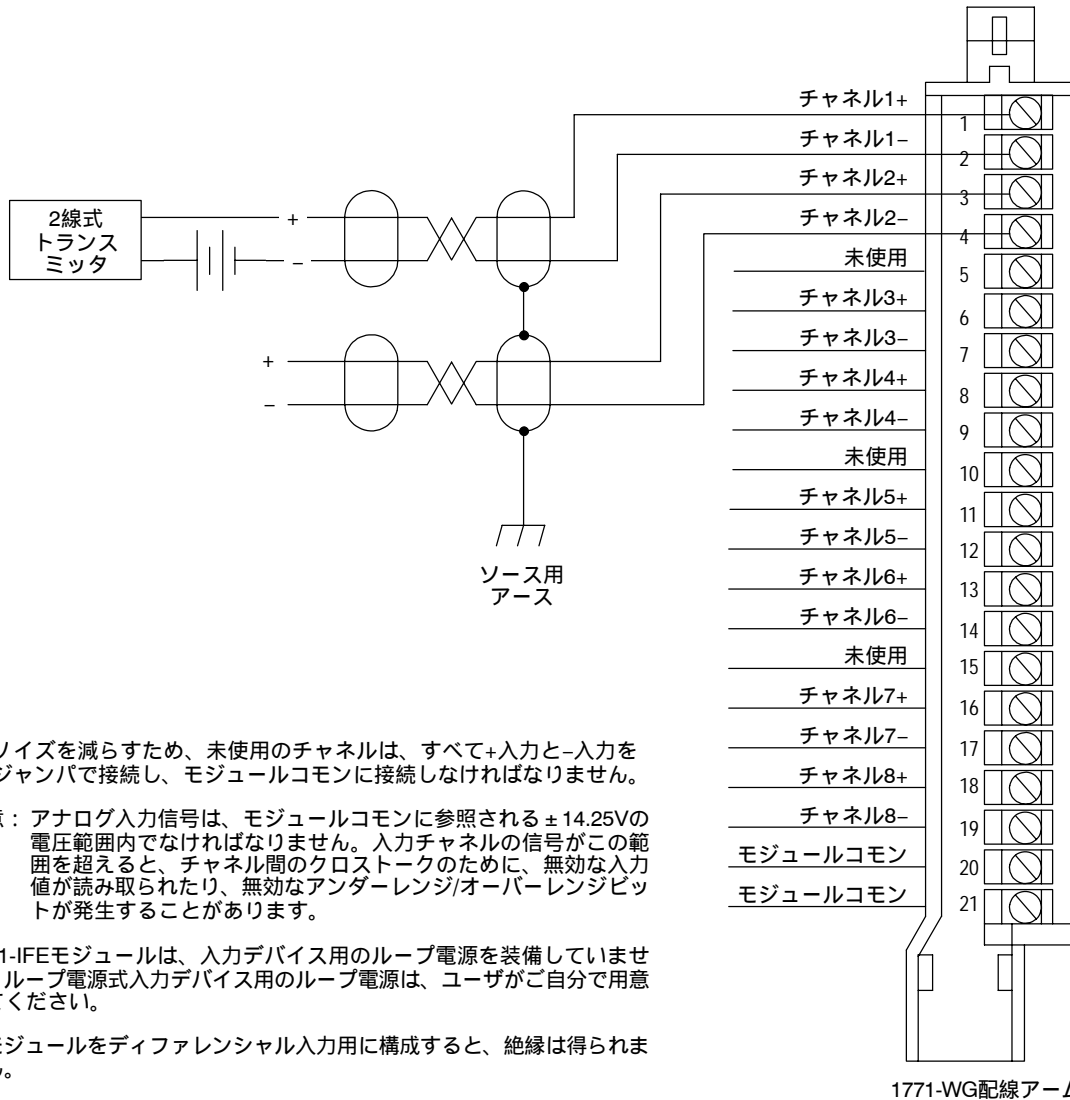 チャネル1+
1
チャネル1−
2
チャネル2+
3
チャネル2−
4
2線式
トランス
ミッタ
+
−
未使用
5
チャネル3+
6
チャネル3−
7
+
チャネル4+
8
−
チャネル4−
9
未使用
10
チャネル5+
11
チャネル5−
12
ソース用
アース
チャネル6+
13
チャネル6−
14
未使用
15
チャネル7+
16
チャネル7−
17
チャネル8+
18
チャネル8−
19
モジュールコモン
20
モジュールコモン
21
ノイズを減らすため、未使用のチャネルは、すべて+入力と−入力を
ジャンパで接続し、モジュールコモンに接続しなければなりません。
：アナログ入力信号は、モジュールコモンに参照される±14.25Vの
電圧範囲内でなければなりません。入力チャネルの信号がこの範
囲を超えると、チャネル間のクロストークのために、無効な入力
値が読み取られたり、無効なアンダーレンジ/オーバーレンジビッ
トが発生することがあります。
1-IFEモジュールは、入力デバイス用のループ電源を装備していませ
ループ電源式入力デバイス用のループ電源は、ユーザがご自分で用意
てください。
モジュールをディファレンシャル入力用に構成すると、絶縁は得られま
ん。
1771-WG配線アーム